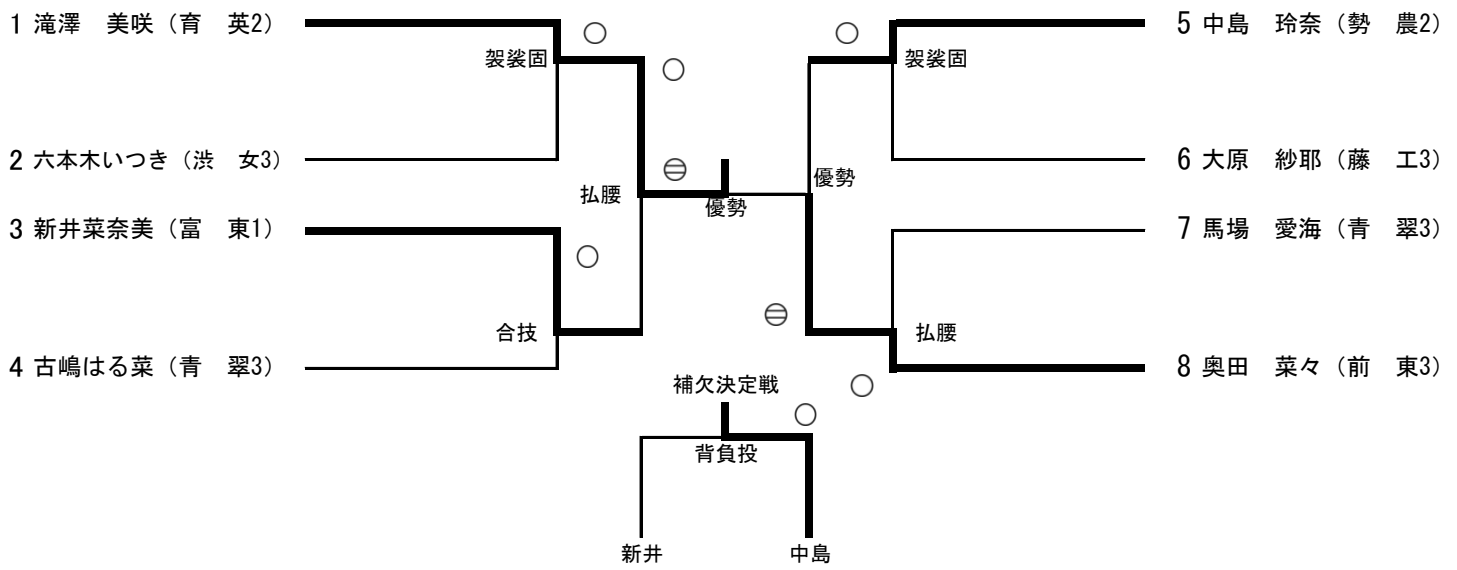 1 滝澤　美咲（育　英2）
袈裟固
2 六本木いつき（渋　女3）
払腰
3 新井菜奈美（富　東1）
合技
4 古嶋はる菜（青　翠3）
優勢
5 中島　玲奈（勢　農2）
袈裟固
6 大原　紗耶（藤　工3）
優勢
7 馬場　愛海（青　翠3）
払腰
8 奥田　菜々（前　東3）
補欠決定戦
背負投
新井
中島